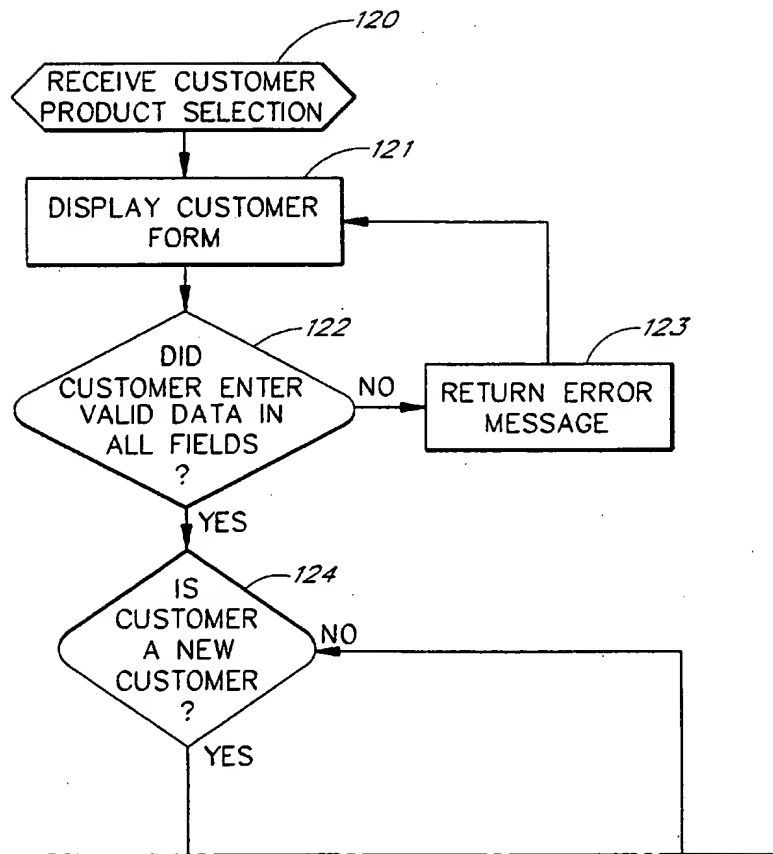 120
RECEIVE CUSTOMER
PRODUCT SELECTION
121
DISPLAY CUSTOMER
FORM
122
DID
CUSTOMER ENTER
VALID DATA IN
ALL FIELDS
?
NO
123
RETURN ERROR
MESSAGE
YES
124
IS
CUSTOMER
A NEW
CUSTOMER
?
NO
YES